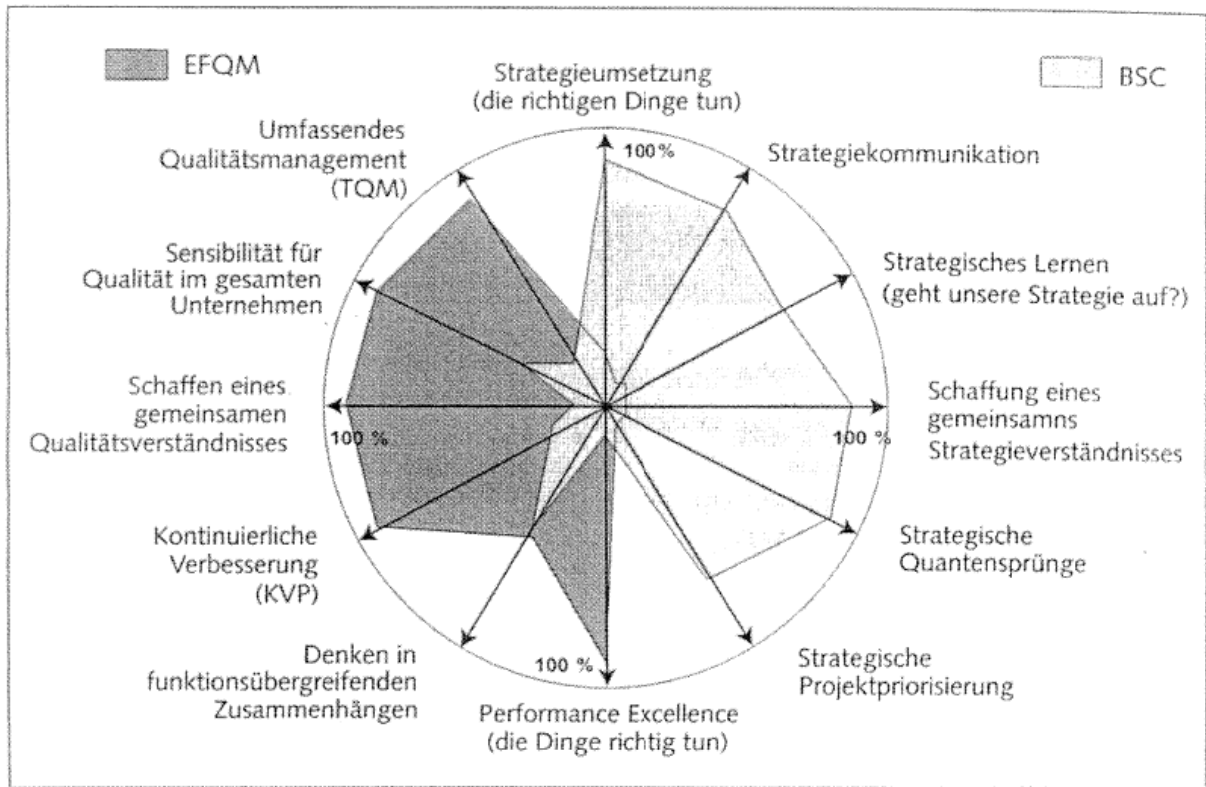 EFQM
BSC
Strategieumsetzung
(die richtigen Dinge tun)
100%
Strategiekommunikation
Strategisches Lernen
(geht unsere Strategie auf?)
Schaffung eines
gemeinsamns
Strategieverständnisses
100 %
Strategische
Quantensprünge
Strategische
Projektpriorisierung
Performance Excellence
(die Dinge richtig tun)
100 %
Denken in
funktionsübergreifenden
Zusammenhängen
Kontinuierliche
Verbesserung
(KVP)
Schaffen eines
gemeinsamen
Qualitätsverständnisses
100 %
Sensibilität für
Qualität im gesamten
Unternehmen
Umfassendes
Qualitätsmanagement
(TQM)